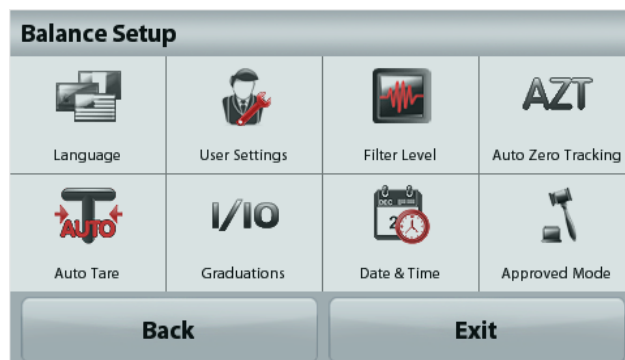 Balance Setup
AZT
Language
User Settings
Filter Level
Auto Zero Tracking
AUTO
I/IO
DEC
Auto Tare
Graduations
Date & Time
Approved Mode
Back
Exit